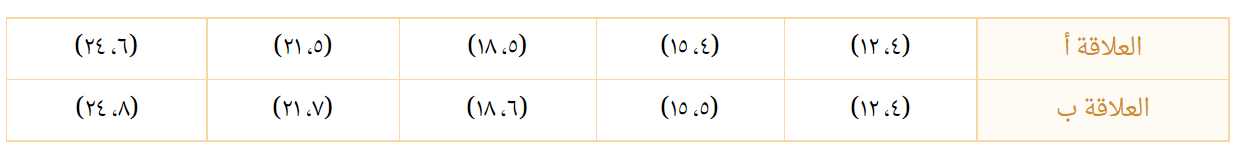 العلاقة أ (٤، ١٢) (٤، ١٥) (٥، ١٨) (٥، ٢١) (٦، ٢٤)
العلاقة ب (٤، ١٢) (٥، ١٥) (٦، ١٨) (٧، ٢١) (٨، ٢٤)